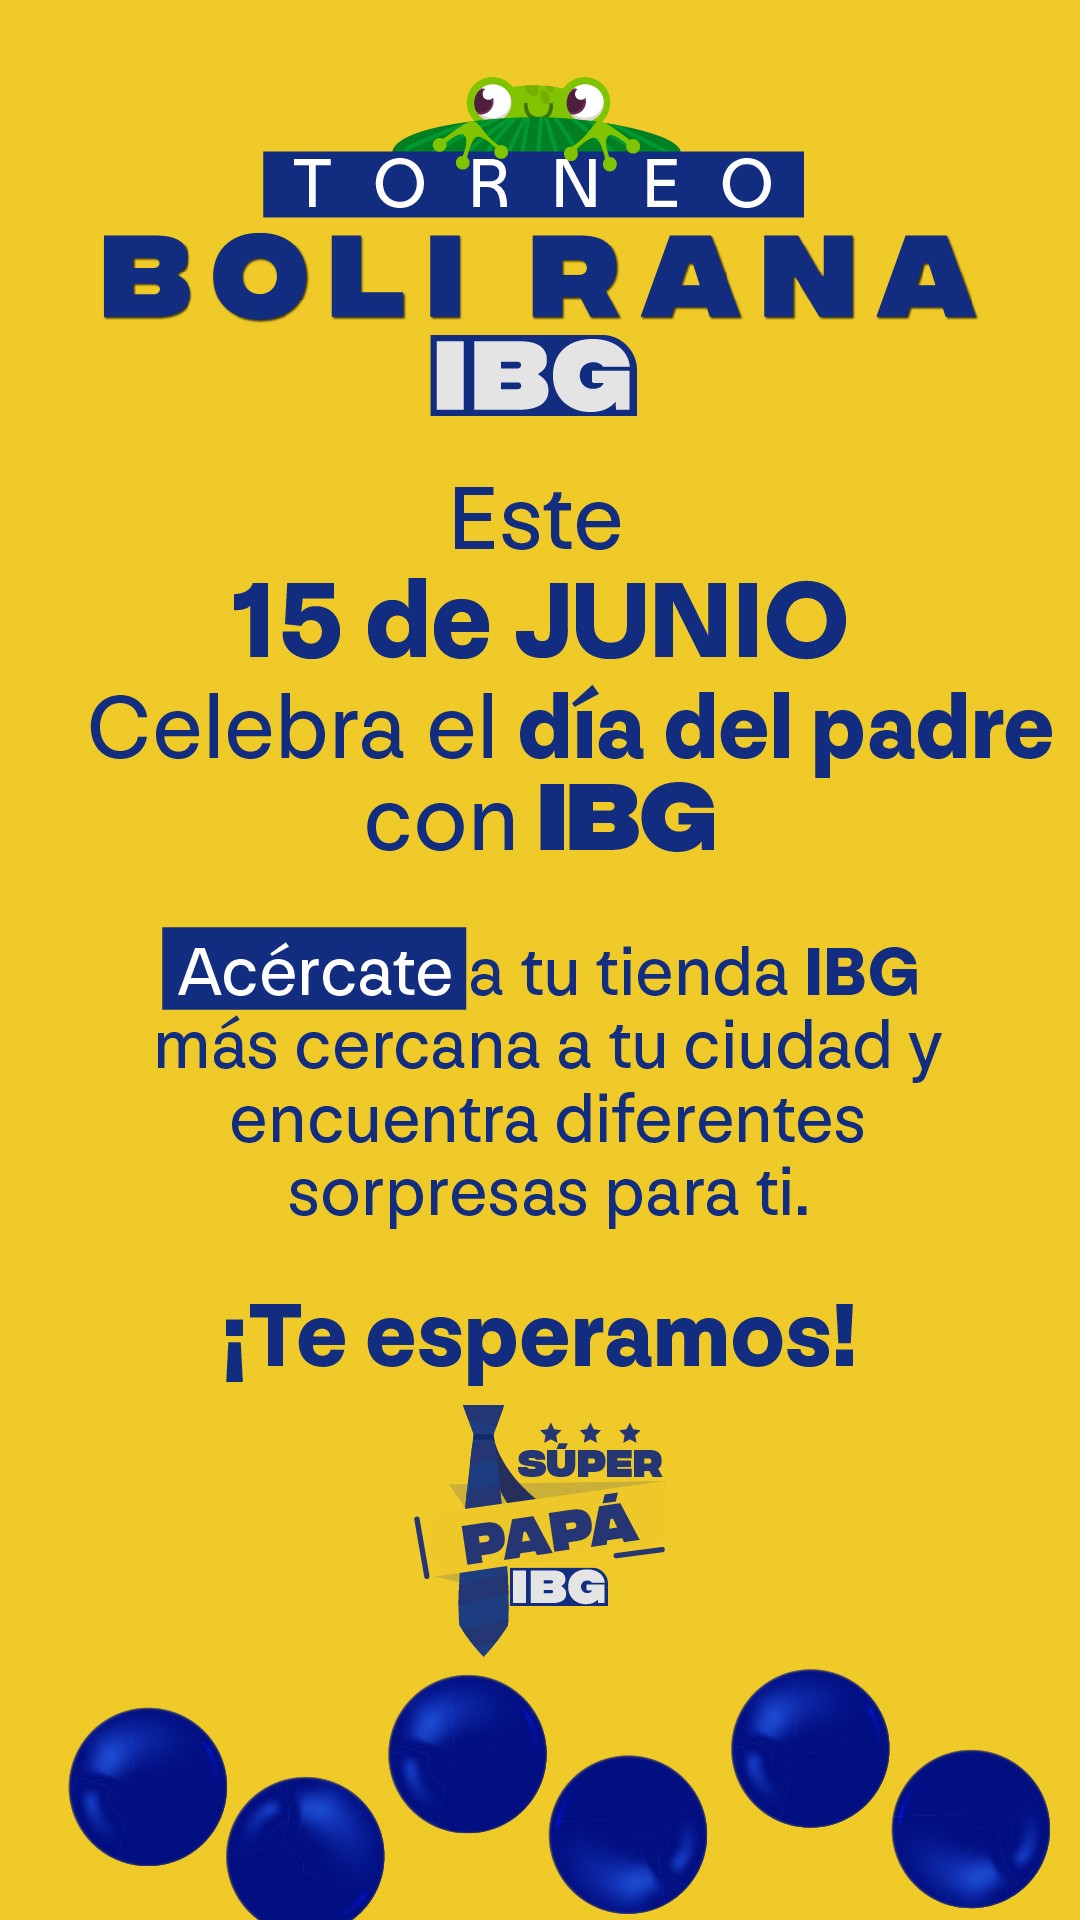 TORNEO
BOLI RANA
IBG
Este
15 de JUNIO
Celebra el día del padre
con IBG
Acércate a tu tienda IBG
más cercana a tu ciudad y
encuentra diferentes
sorpresas para ti.
¡Te esperamos!
SÚPER
PAPÁ
IBG